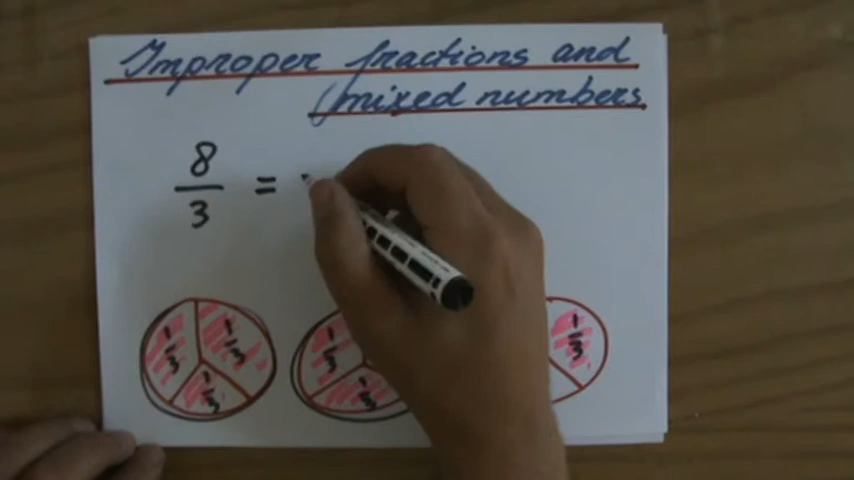 Improper fractions and
mixed numbers
8
3
=
1/3 1/3 1/3
1/3 1/3
1/3